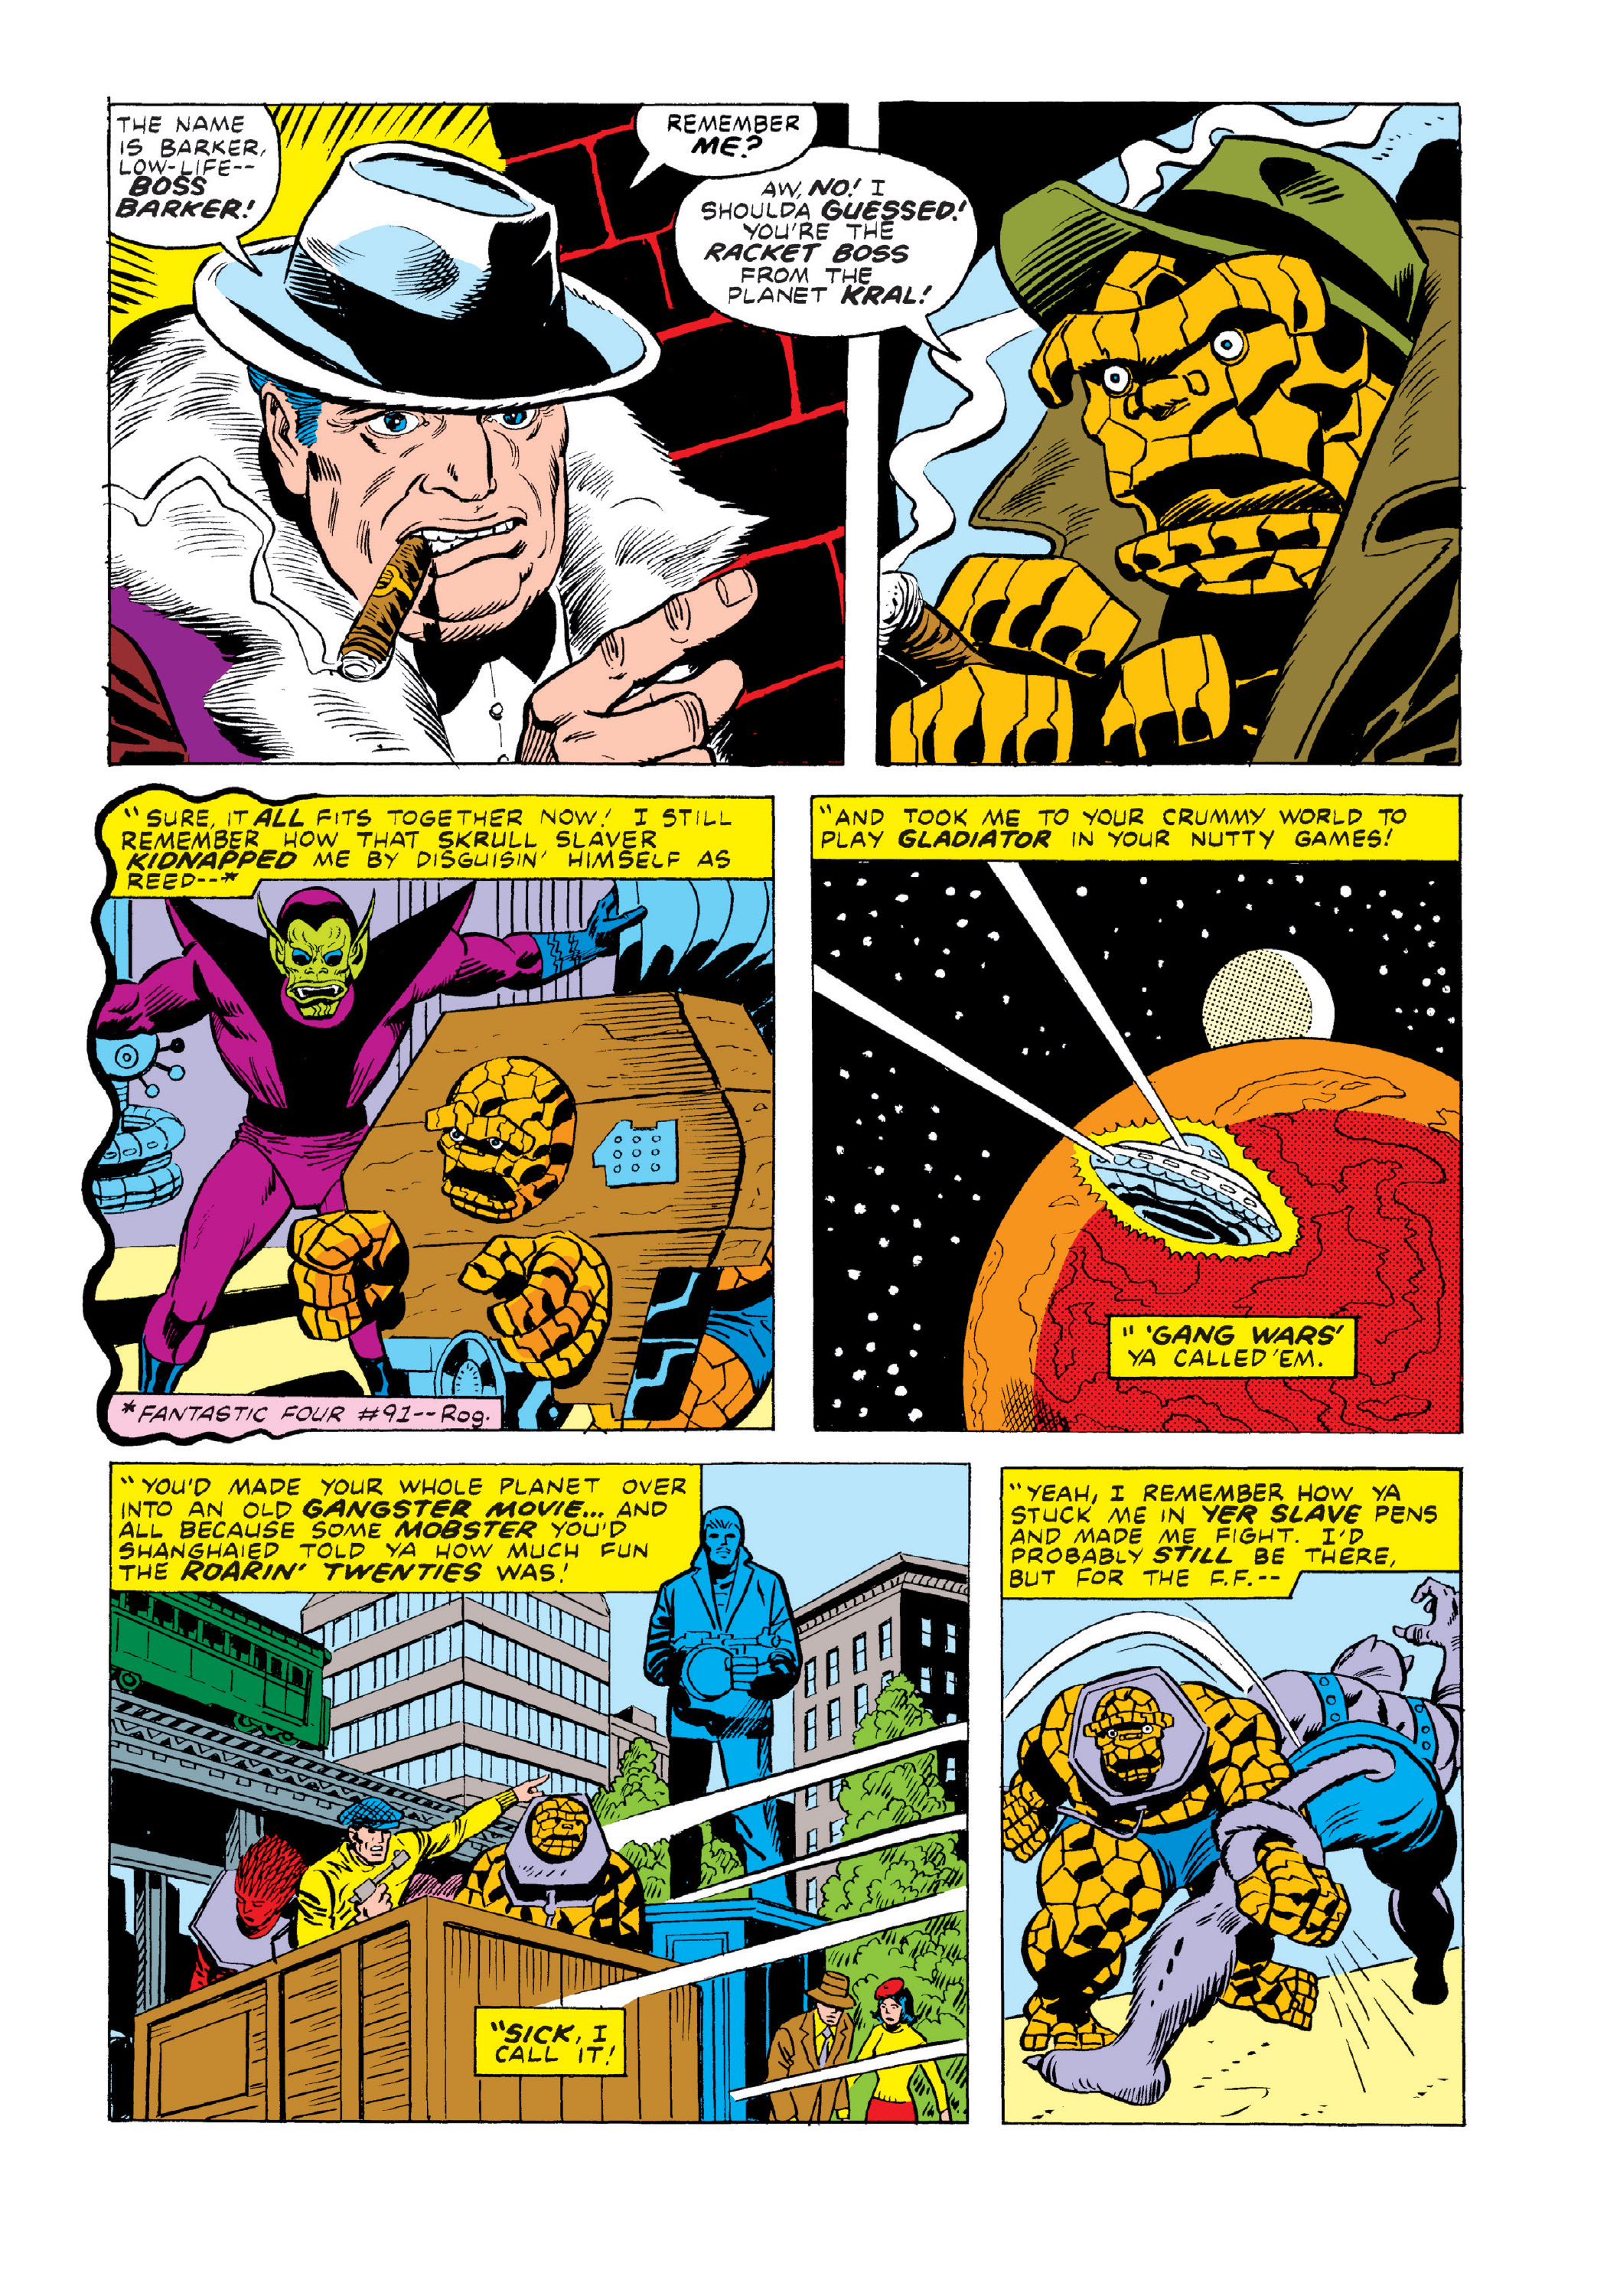 THE NAME
IS BARKER,
LOW-LIFE--
BOSS
BARKER!
REMEMBER
ME?
AW, NO! I
SHOULDA GUESSED!
YOU'RE THE
RACKET BOSS
FROM THE
PLANET KRAL!
"SURE, IT ALL FITS TOGETHER NOW! I STILL
REMEMBER HOW THAT SKRULL SLAVER
KIDNAPPED ME BY DISGUISIN' HIMSELF AS
REED--*
*FANTASTIC FOUR #91--Rog.
"AND TOOK ME TO YOUR CRUMMY WORLD TO
PLAY GLADIATOR IN YOUR NUTTY GAMES!
" 'GANG WARS'
YA CALLED 'EM.
"YOU'D MADE YOUR WHOLE PLANET OVER
INTO AN OLD GANGSTER MOVIE... AND
ALL BECAUSE SOME MOBSTER YOU'D
SHANGHAIED TOLD YA HOW MUCH FUN
THE ROARIN' TWENTIES WAS!
"SICK, I
CALL IT!
"YEAH, I REMEMBER HOW YA
STUCK ME IN YER SLAVE PENS
AND MADE ME FIGHT. I'D
PROBABLY STILL BE THERE,
BUT FOR THE F.F.--